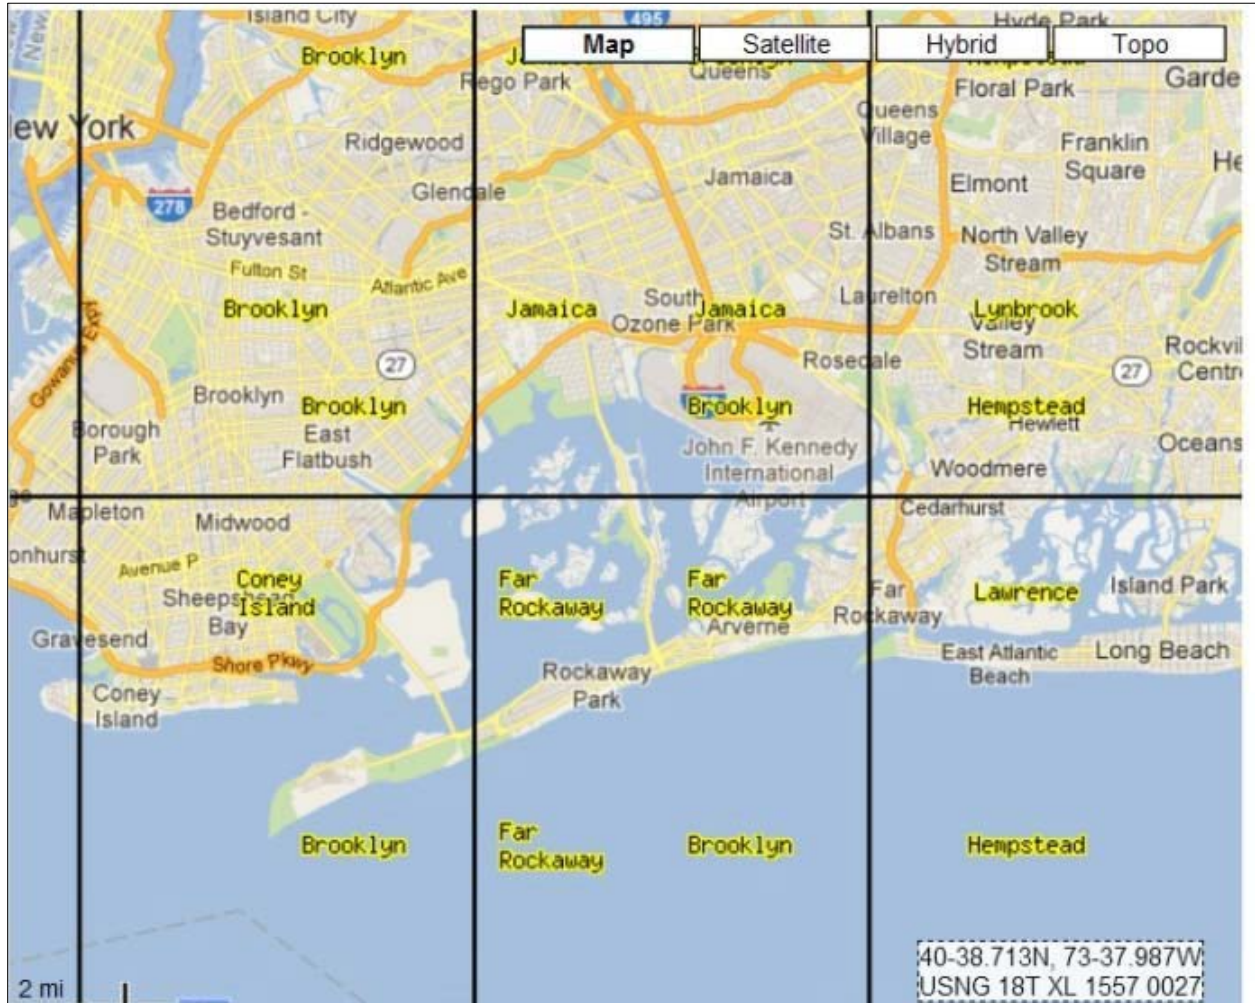 Island City
495
Hyde Park
Map
Satellite
Hybrid
Topo
Brooklyn
Rego Park
Queens
Floral Park
Garde
New
ew York
Ridgewood
Queens
Village
Franklin
Square
He
Glendale
Jamaica
Elmont
278
Bedford -
Stuyvesant
St. Albans
North Valley
Stream
Fulton St
Atlantic Ave
Brooklyn
Jamaica
South
Ozone Park
Jamaica
Laurelton
Lynbrook
Valley
Stream
Gowanus Expy
27
Rosedale
Rockvil
Centre
27
Brooklyn
Brooklyn
Brooklyn
Hempstead
Hewlett
Borough
Park
East
Flatbush
John F. Kennedy
International
Airport
Woodmere
Oceans
Mapleton
Midwood
Cedarhurst
onhurst
Avenue P
Coney
Island
Sheepshead
Bay
Far
Rockaway
Far
Rockaway
Arverne
Far
Rockaway
Lawrence
Island Park
Gravesend
Shore Pkwy
East Atlantic
Beach
Long Beach
Rockaway
Park
Coney
Island
Brooklyn
Far
Rockaway
Brooklyn
Hempstead
2 mi
40-38.713N, 73-37.987W
USNG 18T XL 1557 0027